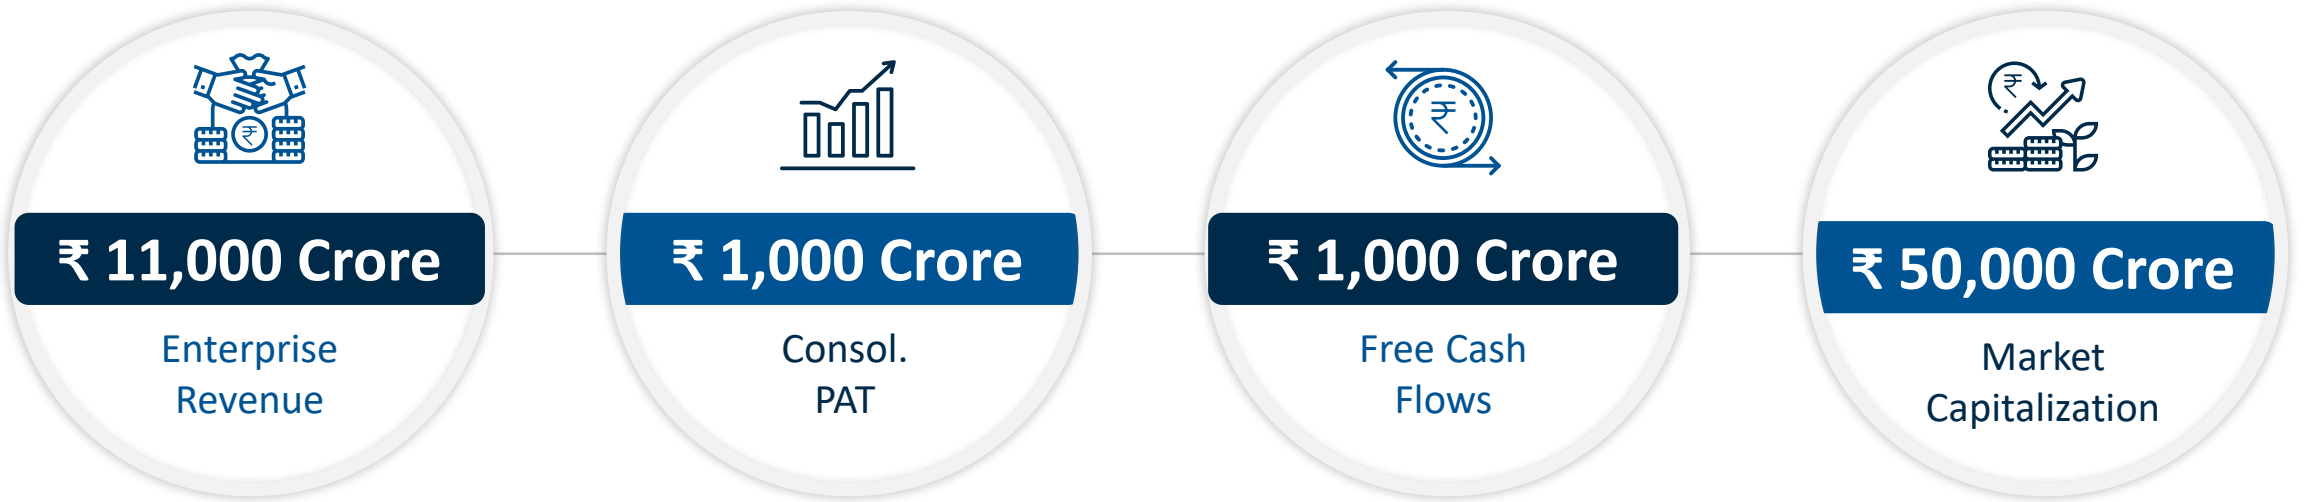 ₹ 11,000 Crore
Enterprise
Revenue
₹ 1,000 Crore
Consol.
PAT
₹ 1,000 Crore
Free Cash
Flows
₹ 50,000 Crore
Market
Capitalization